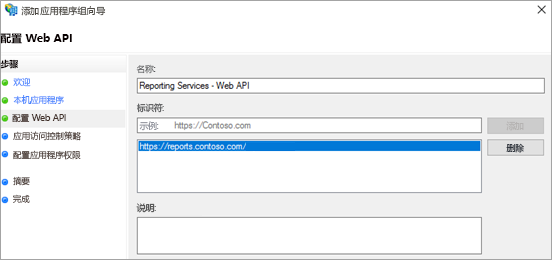 添加应用程序组向导
配置 Web API
步骤
欢迎
本机应用程序
配置 Web API
应用访问控制策略
配置应用程序权限
摘要
完成
名称:
Reporting Services - Web API
标识符:
示例: https://Contoso.com
添加
https://reports.contoso.com/
删除
说明: